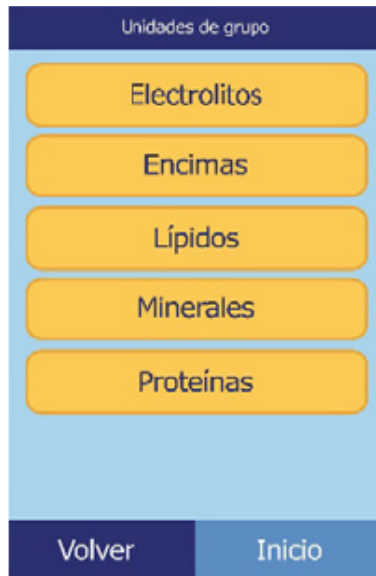 Unidades de grupo
Electrolitos
Encimas
Lípidos
Minerales
Proteínas
Volver
Inicio